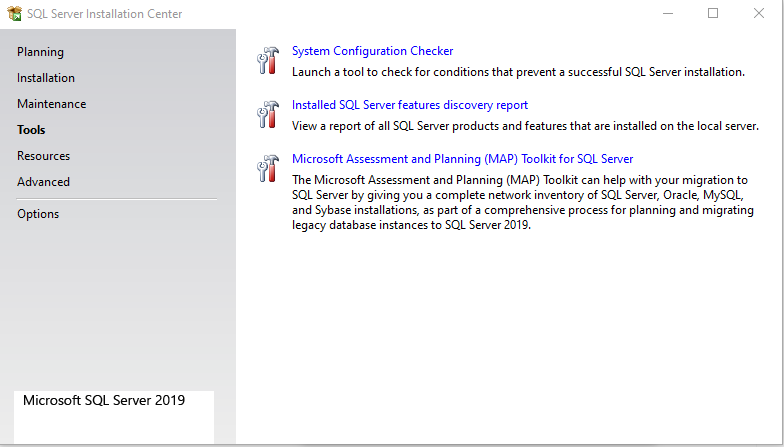 SQL Server Installation Center
Planning
Installation
Maintenance
Tools
Resources
Advanced
Options
Microsoft SQL Server 2019
System Configuration Checker
Launch a tool to check for conditions that prevent a successful SQL Server installation.
Installed SQL Server features discovery report
View a report of all SQL Server products and features that are installed on the local server.
Microsoft Assessment and Planning (MAP) Toolkit for SQL Server
The Microsoft Assessment and Planning (MAP) Toolkit can help with your migration to
SQL Server by giving you a complete network inventory of SQL Server, Oracle, MySQL,
and Sybase installations, as part of a comprehensive process for planning and migrating
legacy database instances to SQL Server 2019.